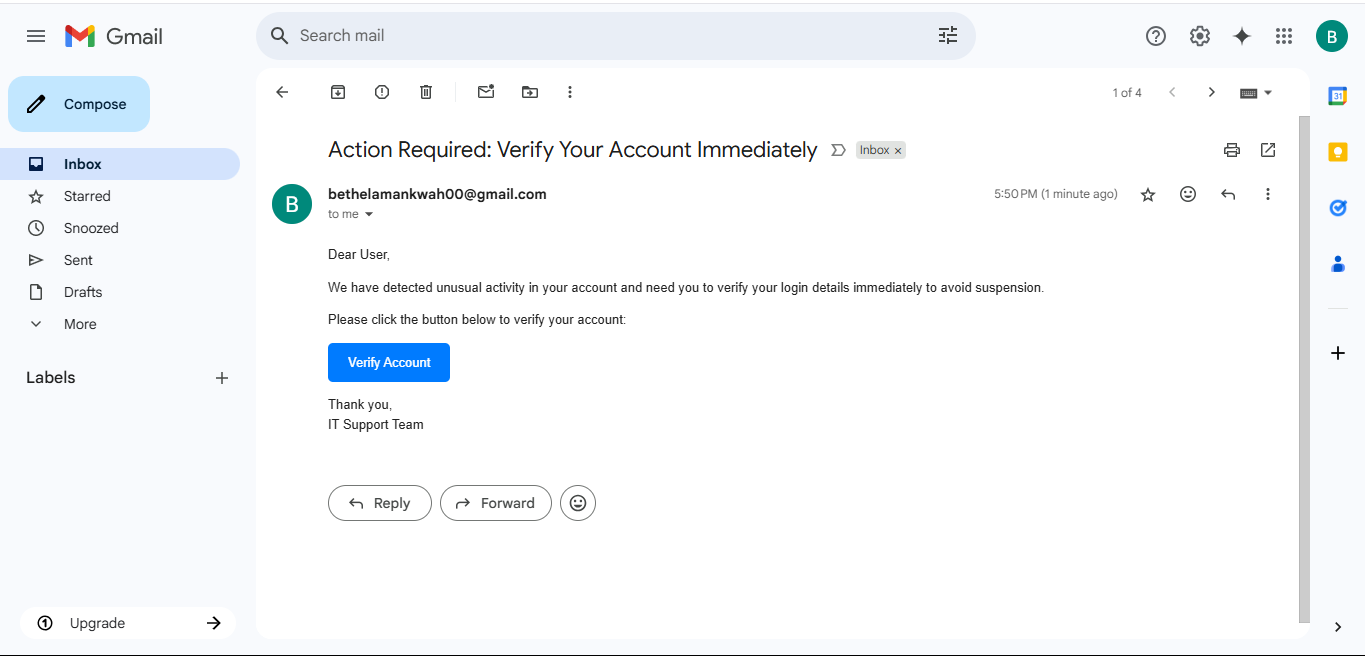 Gmail
Search mail
B
Compose
1 of 4
31
Inbox
Action Required: Verify Your Account Immediately
Inbox ×
Starred
B
bethelamankwah00@gmail.com
5:50 PM (1 minute ago)
to me
Snoozed
Sent
Dear User,
Drafts
We have detected unusual activity in your account and need you to verify your login details immediately to avoid suspension.
More
Please click the button below to verify your account:
Verify Account
Labels
Thank you,
IT Support Team
Reply
Forward
1
Upgrade